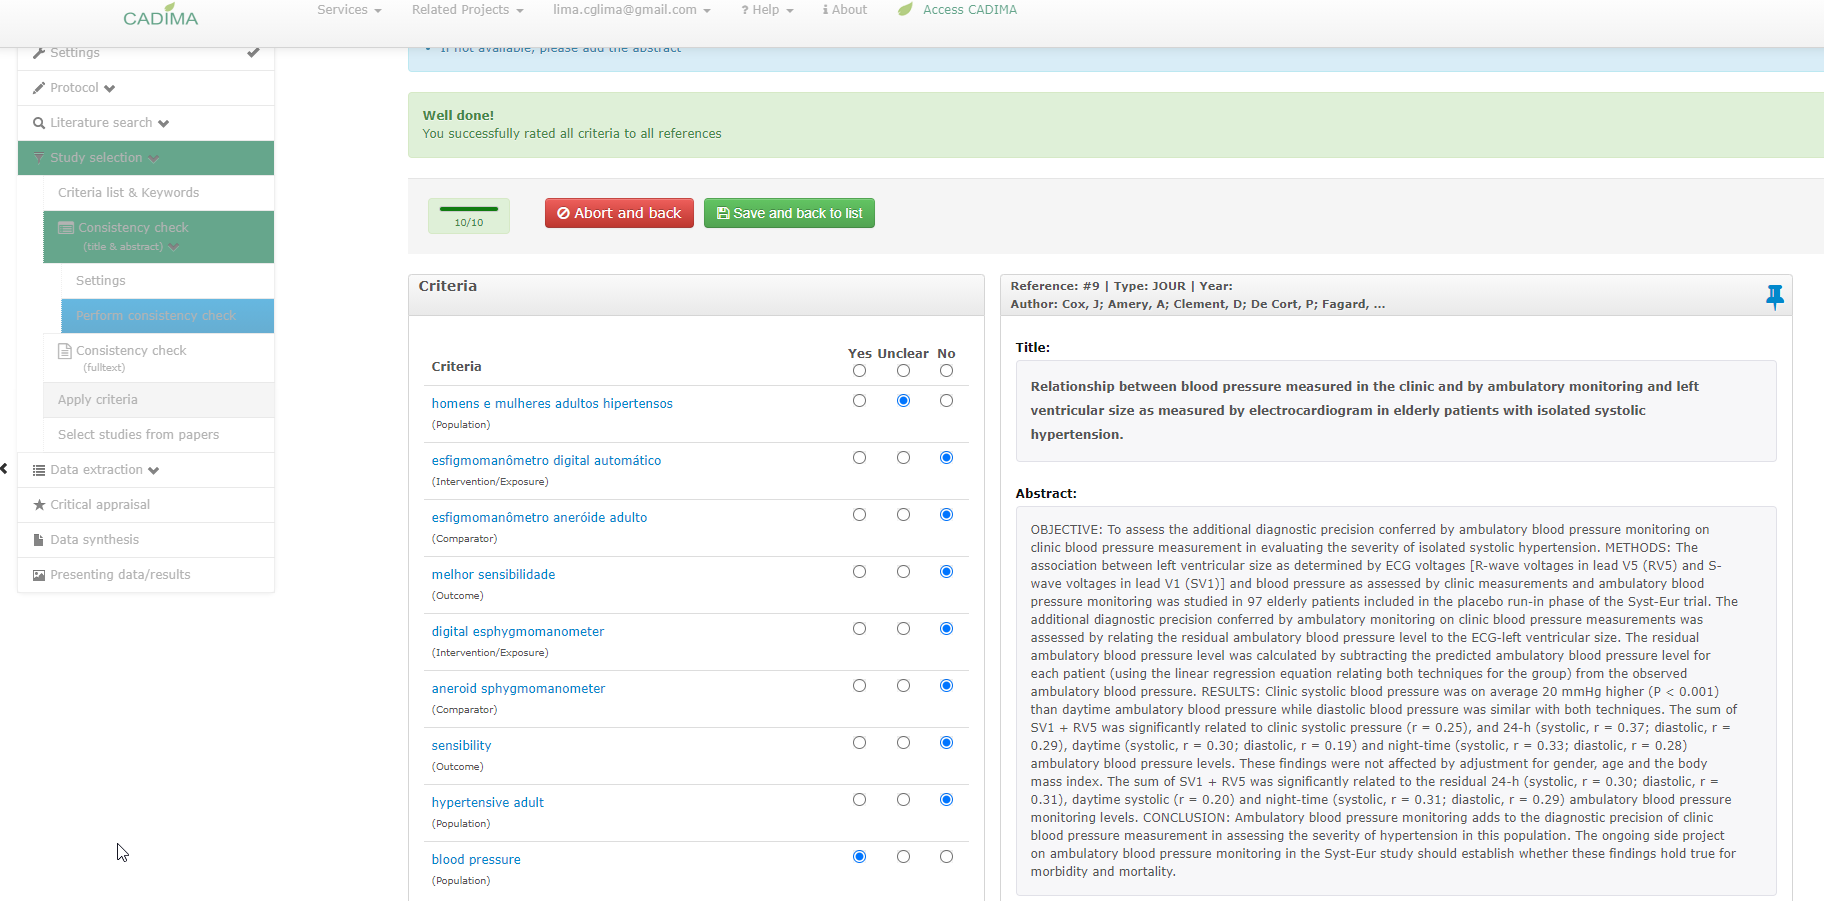 CADIMA
Services
Related Projects
lima.cglima@gmail.com
? Help
i About
Access CADIMA
Settings
Protocol
Literature search
Study selection
Criteria list & Keywords
Consistency check
(title & abstract)
Settings
Perform consistency check
Consistency check
(fulltext)
Apply criteria
Select studies from papers
Data extraction
Critical appraisal
Data synthesis
Presenting data/results
If not available, please add the abstract
Well done!
You successfully rated all criteria to all references
10/10
Abort and back
Save and back to list
Criteria
Criteria
Yes Unclear No
homens e mulheres adultos hipertensos
(Population)
esfigmomanômetro digital automático
(Intervention/Exposure)
esfigmomanômetro aneróide adulto
(Comparator)
melhor sensibilidade
(Outcome)
digital esphygmomanometer
(Intervention/Exposure)
aneroid sphygmomanometer
(Comparator)
sensibility
(Outcome)
hypertensive adult
(Population)
blood pressure
(Population)
Reference: #9 | Type: JOUR | Year:
Author: Cox, J; Amery, A; Clement, D; De Cort, P; Fagard, ...
Title:
Relationship between blood pressure measured in the clinic and by ambulatory monitoring and left
ventricular size as measured by electrocardiogram in elderly patients with isolated systolic
hypertension.
Abstract:
OBJECTIVE: To assess the additional diagnostic precision conferred by ambulatory blood pressure monitoring on
clinic blood pressure measurement in evaluating the severity of isolated systolic hypertension. METHODS: The
association between left ventricular size as determined by ECG voltages [R-wave voltages in lead V5 (RV5) and S-
wave voltages in lead V1 (SV1)] and blood pressure as assessed by clinic measurements and ambulatory blood
pressure monitoring was studied in 97 elderly patients included in the placebo run-in phase of the Syst-Eur trial. The
additional diagnostic precision conferred by ambulatory monitoring on clinic blood pressure measurements was
assessed by relating the residual ambulatory blood pressure level to the ECG-left ventricular size. The residual
ambulatory blood pressure level was calculated by subtracting the predicted ambulatory blood pressure level for
each patient (using the linear regression equation relating both techniques for the group) from the observed
ambulatory blood pressure. RESULTS: Clinic systolic blood pressure was on average 20 mmHg higher (P < 0.001)
than daytime ambulatory blood pressure while diastolic blood pressure was similar with both techniques. The sum of
SV1 + RV5 was significantly related to clinic systolic pressure (r = 0.25), and 24-h (systolic, r = 0.37; diastolic, r =
0.29), daytime (systolic, r = 0.30; diastolic, r = 0.19) and night-time (systolic, r = 0.33; diastolic, r = 0.28)
ambulatory blood pressure levels. These findings were not affected by adjustment for gender, age and the body
mass index. The sum of SV1 + RV5 was significantly related to the residual 24-h (systolic, r = 0.30; diastolic, r =
0.31), daytime systolic (r = 0.20) and night-time (systolic, r = 0.31; diastolic, r = 0.29) ambulatory blood pressure
monitoring levels. CONCLUSION: Ambulatory blood pressure monitoring adds to the diagnostic precision of clinic
blood pressure measurement in assessing the severity of hypertension in this population. The ongoing side project
on ambulatory blood pressure monitoring in the Syst-Eur study should establish whether these findings hold true for
morbidity and mortality.